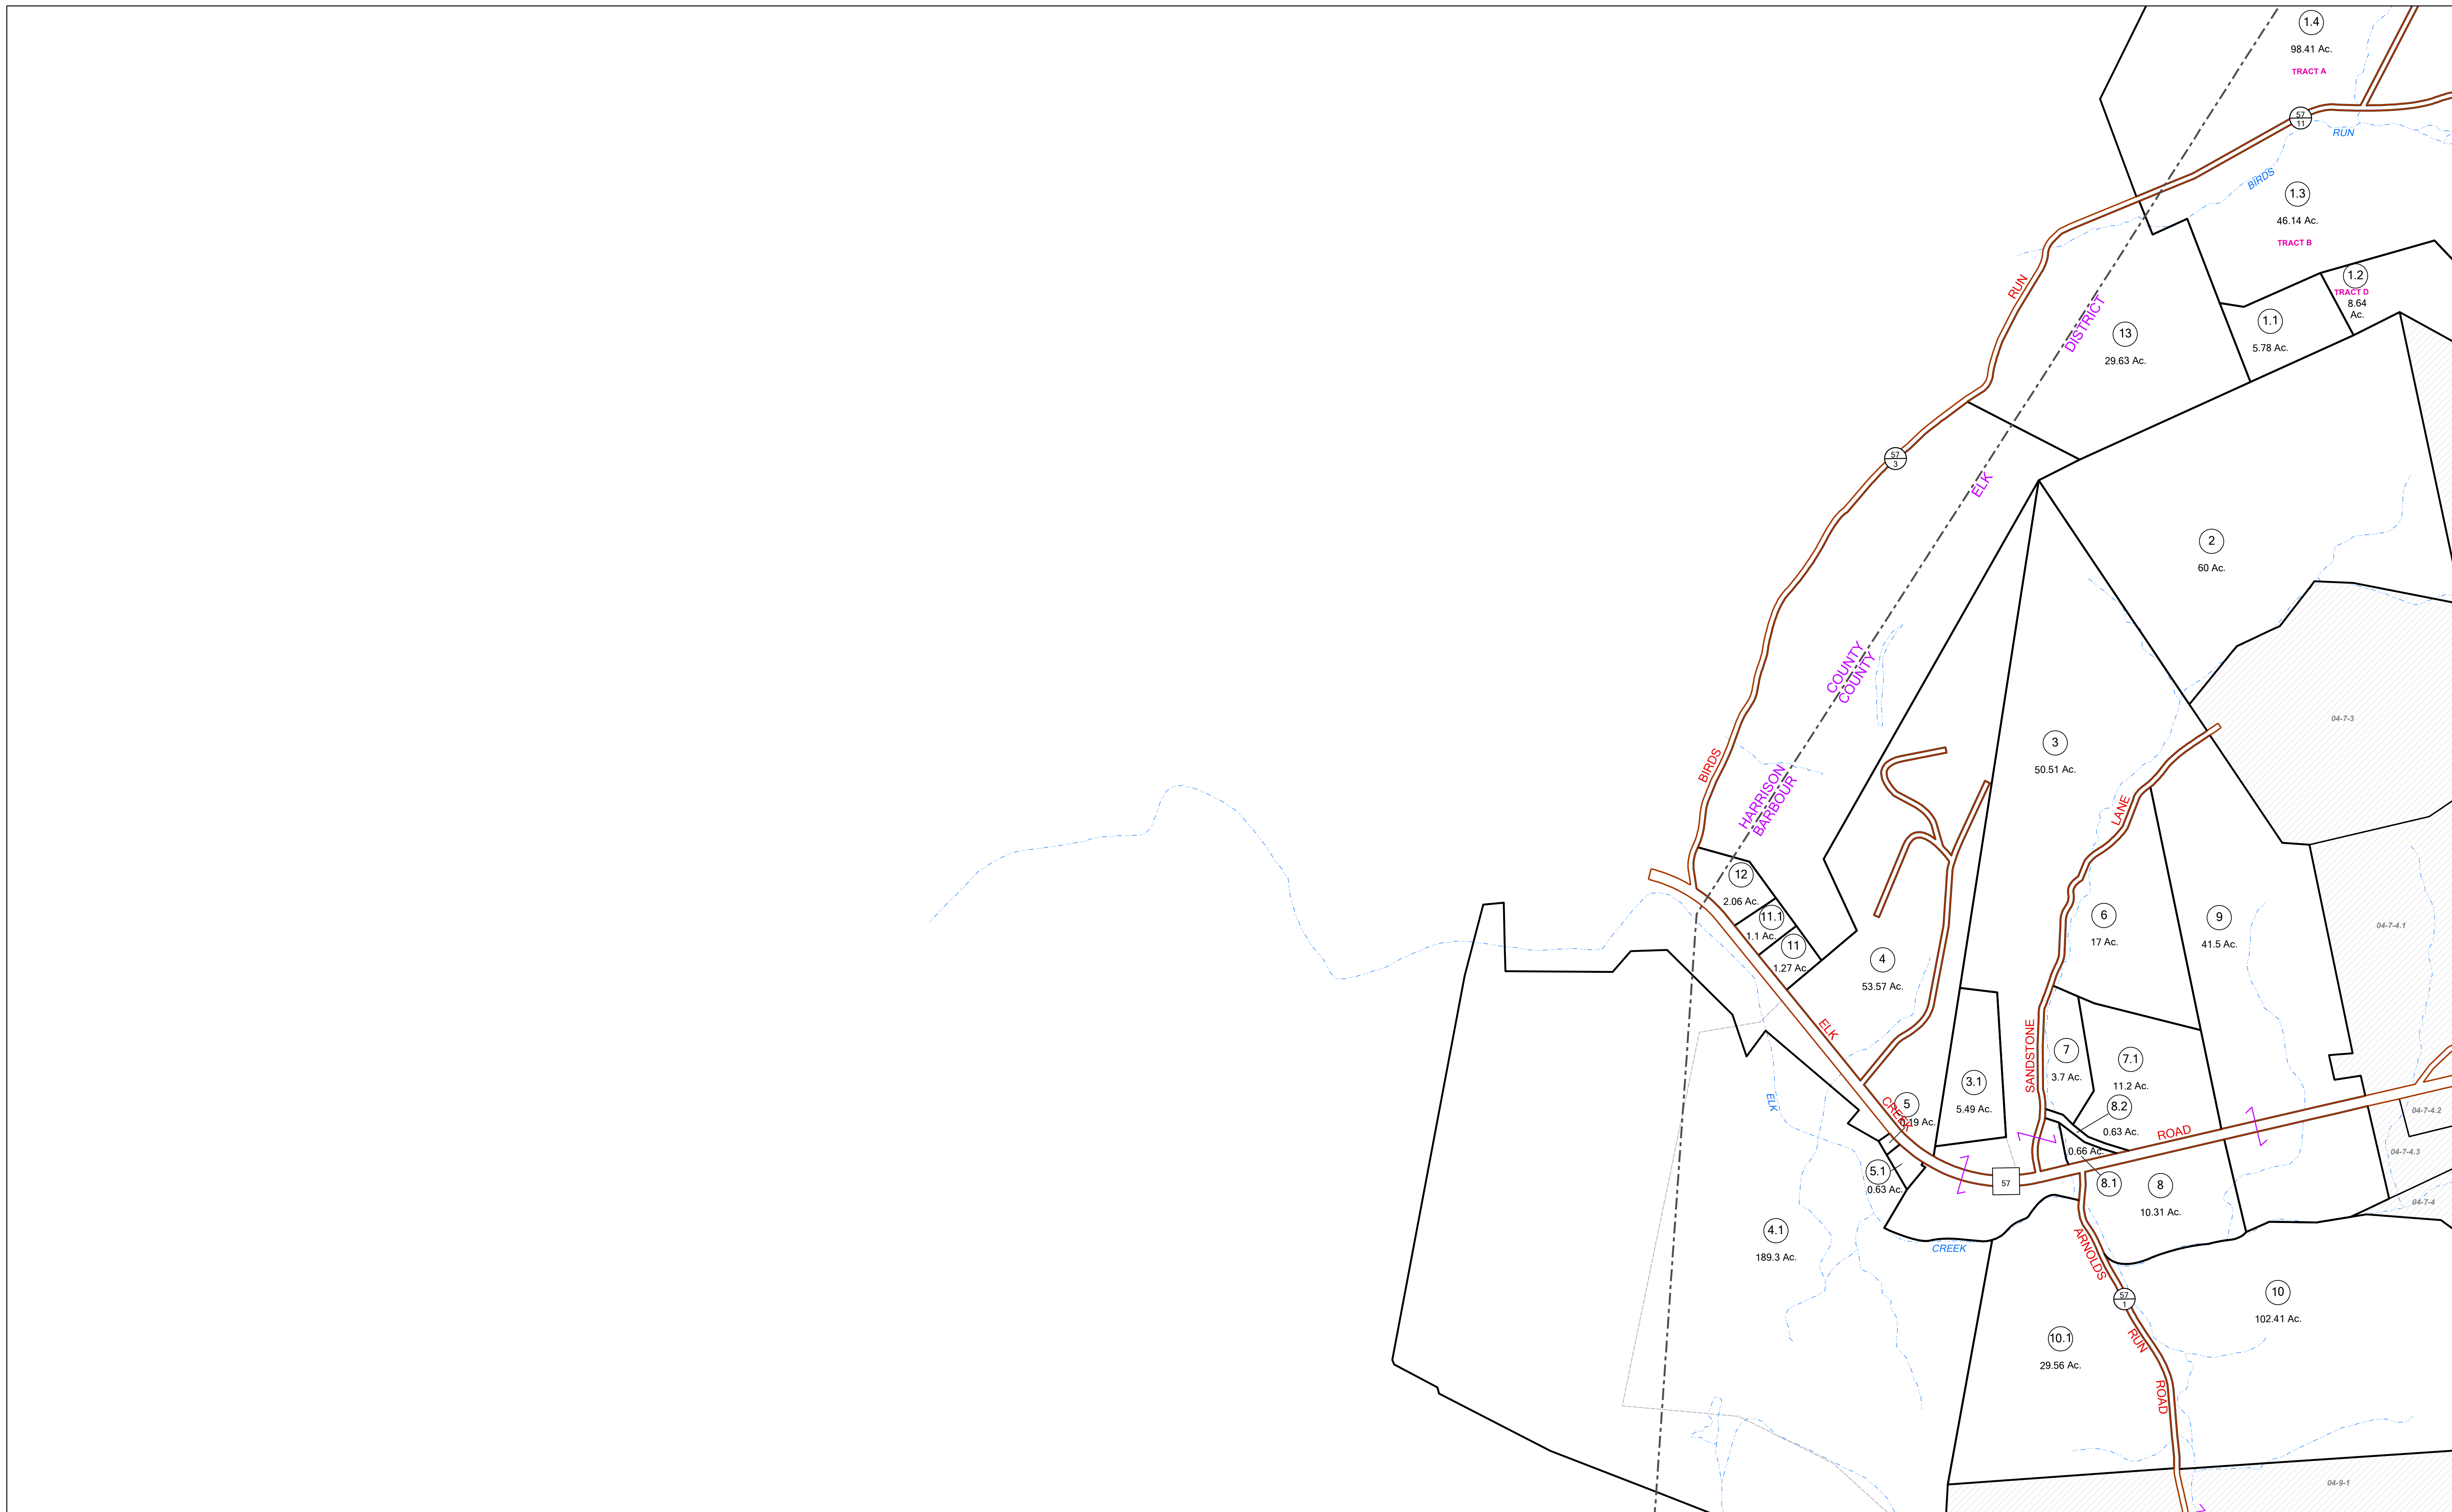 1.4
98.41 Ac.
TRACT A
57
11
RUN
BIRDS
1.3
46.14 Ac.
TRACT B
1.2
TRACT D
8.64
Ac.
1.1
5.78 Ac.
RUN
DISTRICT
13
29.63 Ac.
57
3
ELK
2
60 Ac.
COUNTY
COUNTY
04-7-3
3
50.51 Ac.
BIRDS
HARRISON
BARBOUR
LANE
12
2.06 Ac.
11.1
1.1 Ac.
11
1.27 Ac.
4
53.57 Ac.
6
17 Ac.
9
41.5 Ac.
04-7-4.1
ELK
SANDSTONE
7
3.7 Ac.
7.1
11.2 Ac.
3.1
5.49 Ac.
ELK
5
0.19 Ac.
CREEK
8.2
0.63 Ac.
ROAD
04-7-4.2
0.66 Ac.
04-7-4.3
5.1
0.63 Ac.
57
8.1
8
10.31 Ac.
04-7-4
4.1
189.3 Ac.
CREEK
ARNOLDS
57
1
10
102.41 Ac.
RUN
10.1
29.56 Ac.
ROAD
04-9-1